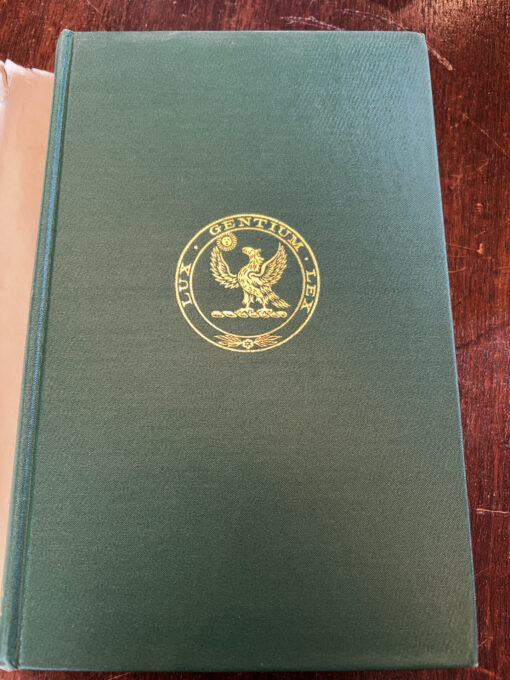 LUX · GENTIUM · LEX